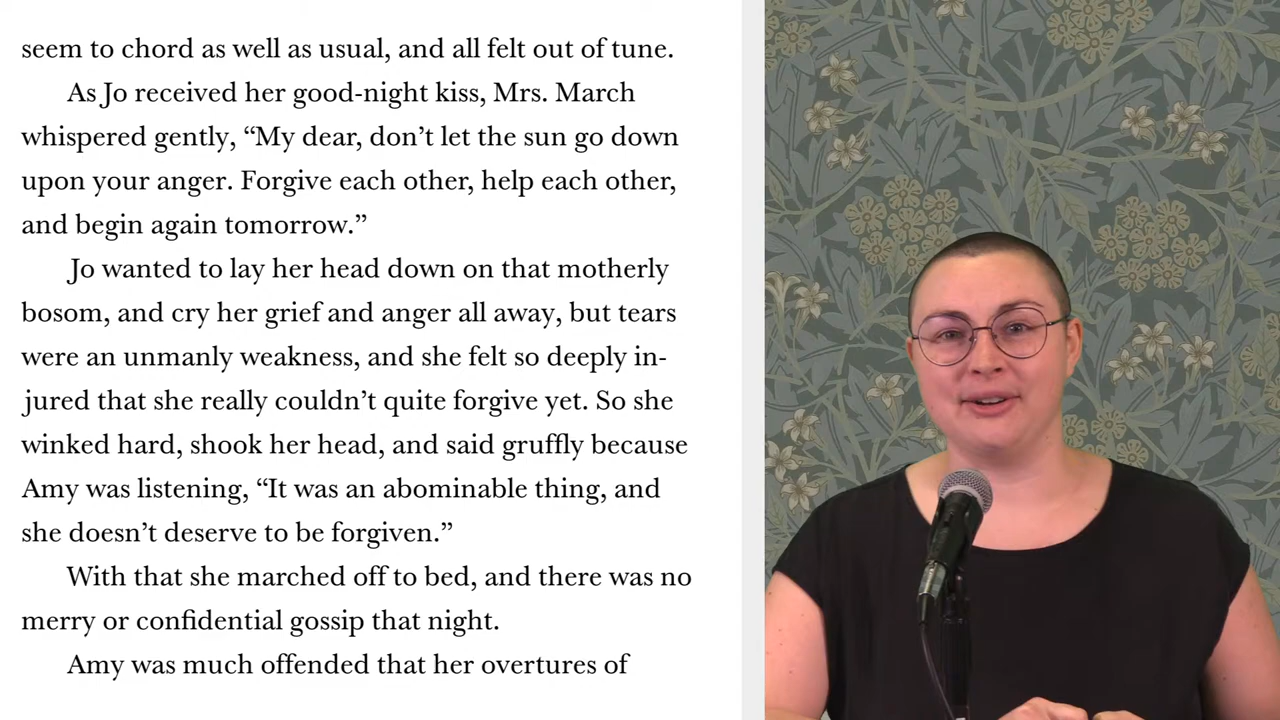 seem to chord as well as usual, and all felt out of tune.
As Jo received her good-night kiss, Mrs. March
whispered gently, “My dear, don’t let the sun go down
upon your anger. Forgive each other, help each other,
and begin again tomorrow.”
Jo wanted to lay her head down on that motherly
bosom, and cry her grief and anger all away, but tears
were an unmanly weakness, and she felt so deeply in-
jured that she really couldn’t quite forgive yet. So she
winked hard, shook her head, and said gruffly because
Amy was listening, “It was an abominable thing, and
she doesn’t deserve to be forgiven.”
With that she marched off to bed, and there was no
merry or confidential gossip that night.
Amy was much offended that her overtures of